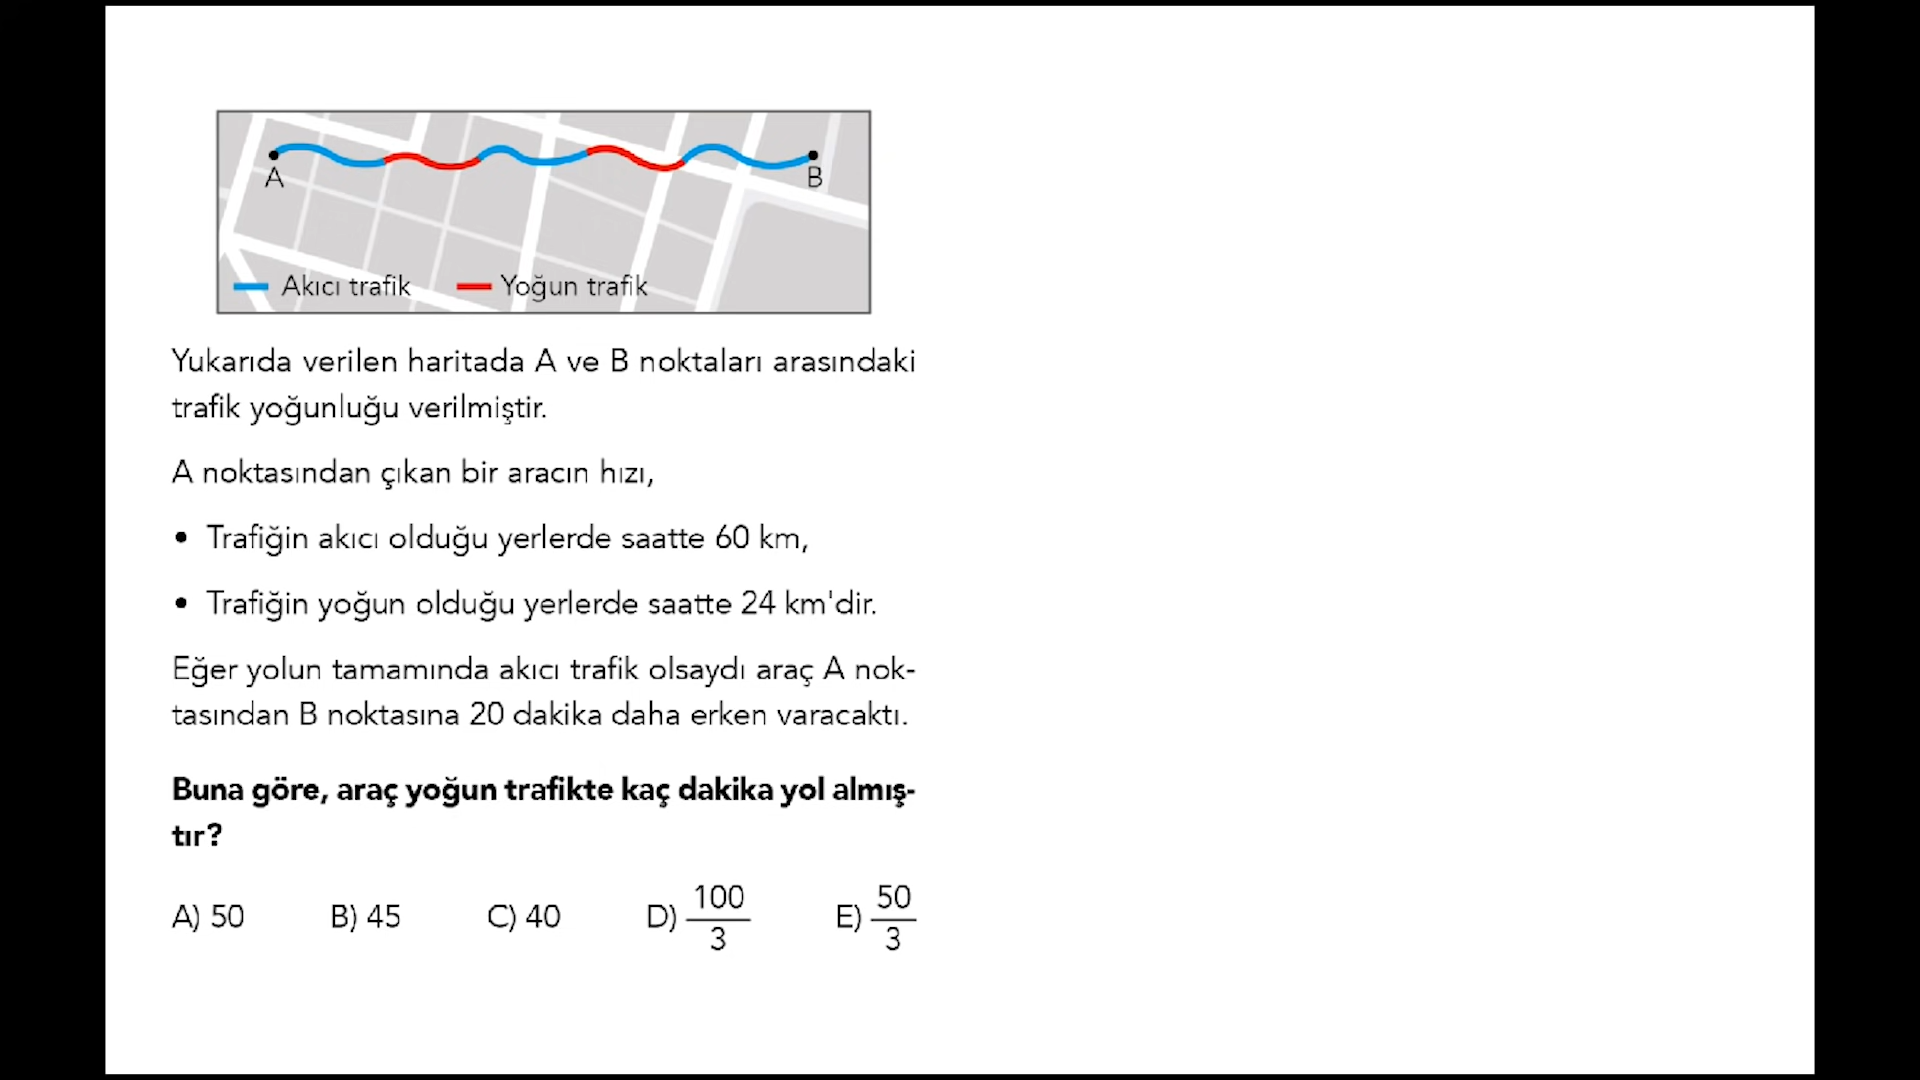 A
B
Akıcı trafik
Yoğun trafik
Yukarıda verilen haritada A ve B noktaları arasındaki
trafik yoğunluğu verilmiştir.
A noktasından çıkan bir aracın hızı,
• Trafiğin akıcı olduğu yerlerde saatte 60 km,
• Trafiğin yoğun olduğu yerlerde saatte 24 km'dir.
Eğer yolun tamamında akıcı trafik olsaydı araç A nok-
tasından B noktasına 20 dakika daha erken varacaktı.
Buna göre, araç yoğun trafikte kaç dakika yol almış-
tır?
A) 50 B) 45 C) 40 D) 100/3 E) 50/3